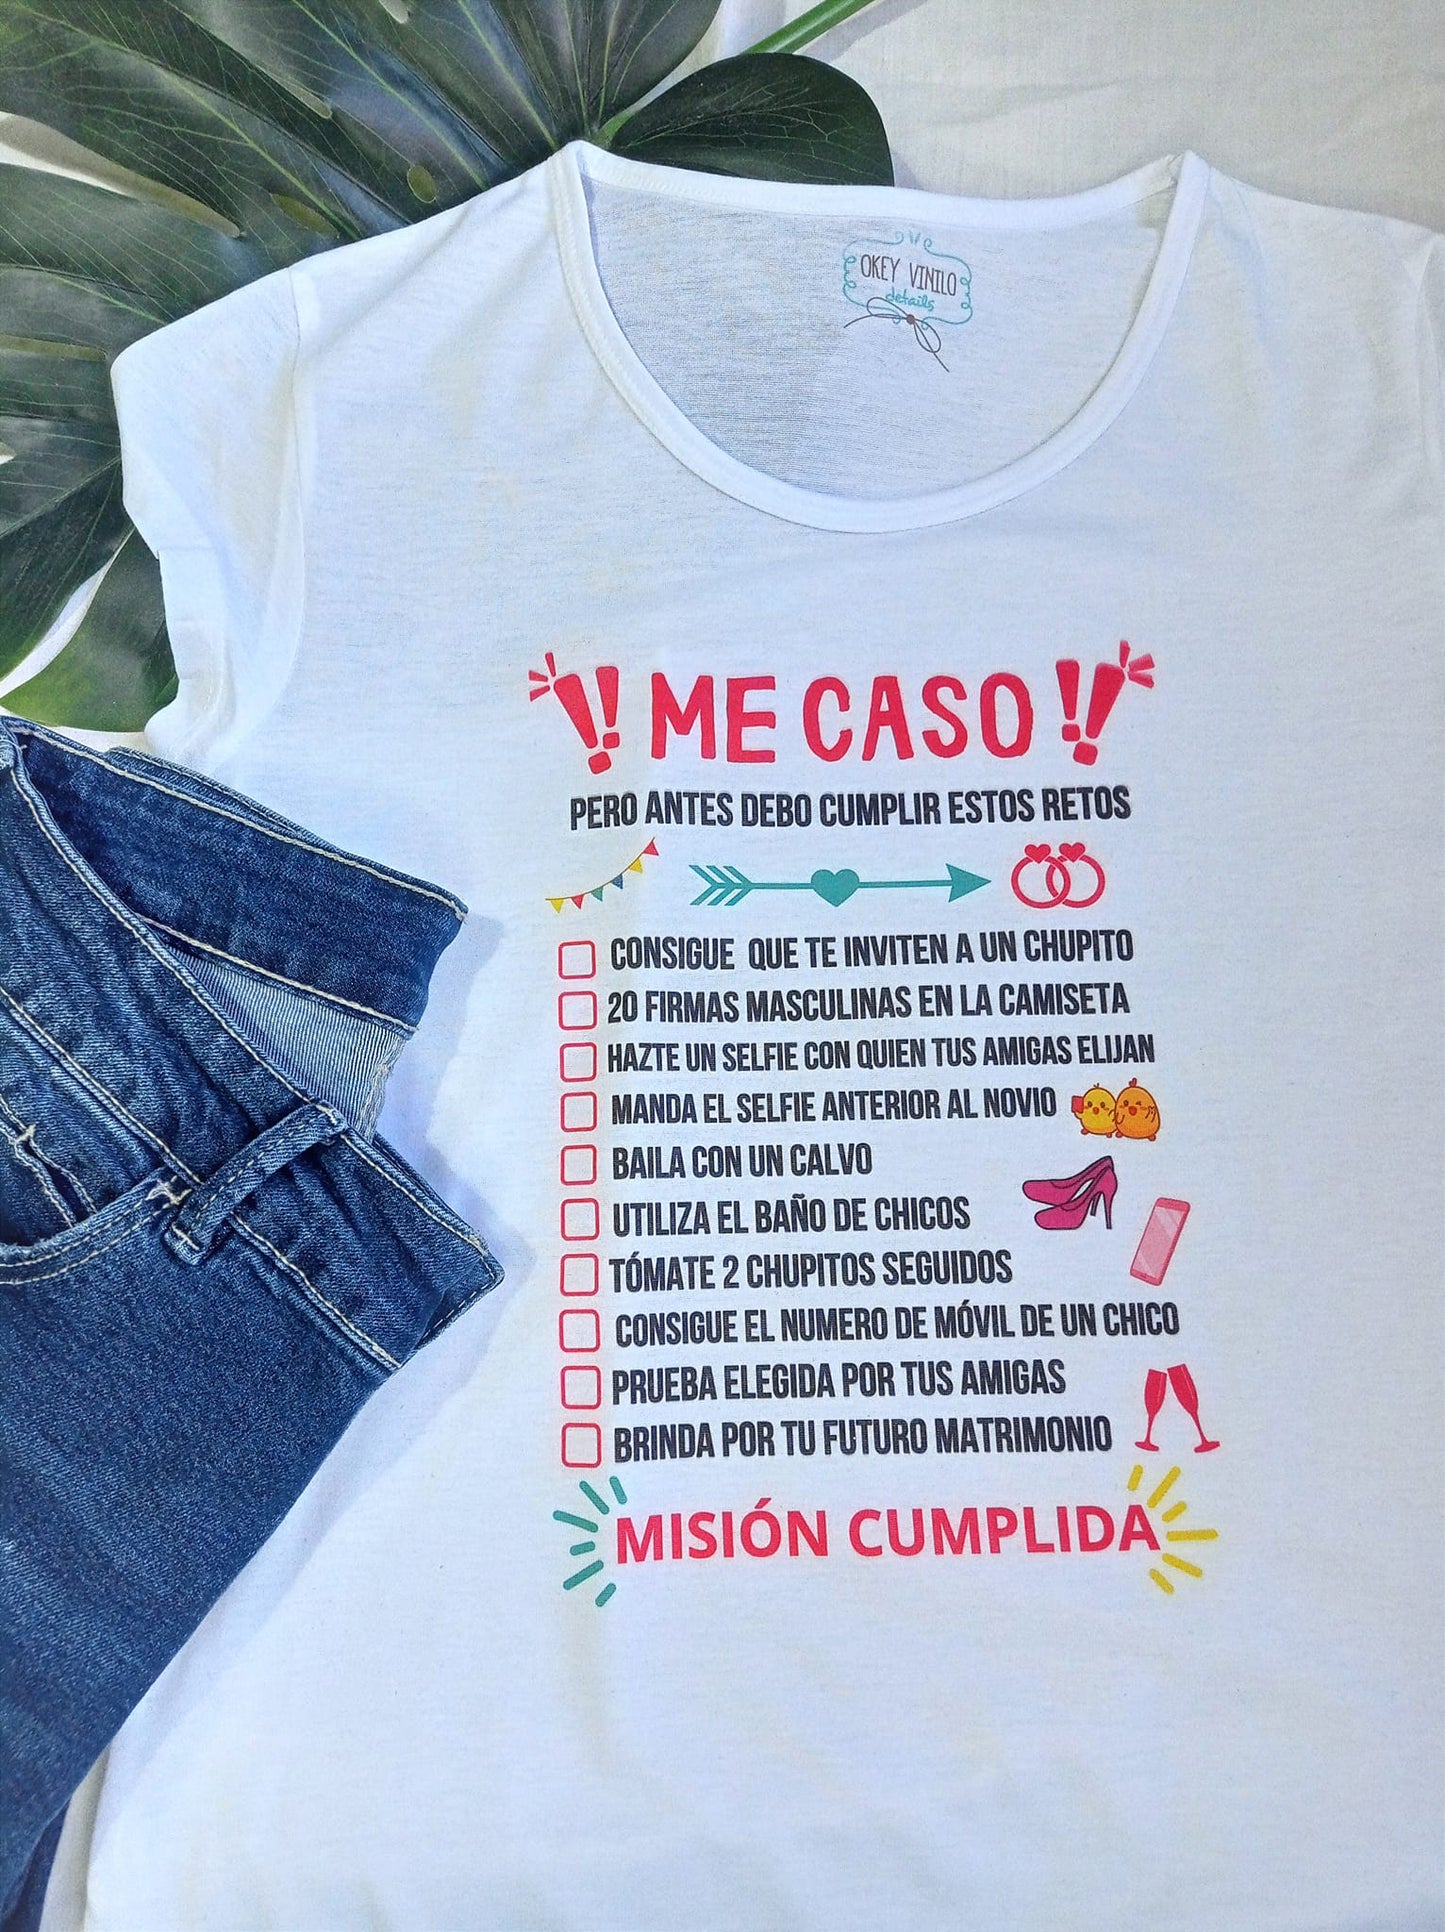 OKEY VINILO
details
!! ME CASO !!
PERO ANTES DEBO CUMPLIR ESTOS RETOS
CONSIGUE QUE TE INVITEN A UN CHUPITO
20 FIRMAS MASCULINAS EN LA CAMISETA
HAZTE UN SELFIE CON QUIEN TUS AMIGAS ELIJAN
MANDA EL SELFIE ANTERIOR AL NOVIO
BAILA CON UN CALVO
UTILIZA EL BAÑO DE CHICOS
TÓMATE 2 CHUPITOS SEGUIDOS
CONSIGUE EL NUMERO DE MÓVIL DE UN CHICO
PRUEBA ELEGIDA POR TUS AMIGAS
BRINDA POR TU FUTURO MATRIMONIO
MISIÓN CUMPLIDA